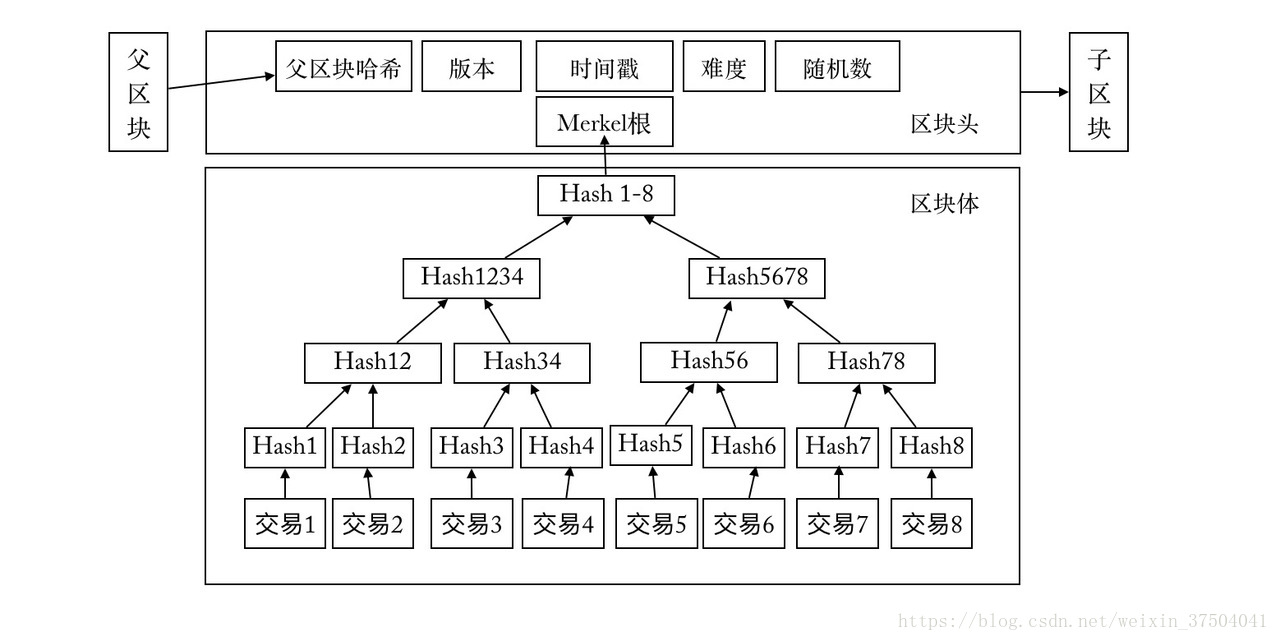 父区块
父区块哈希 版本 时间戳 难度 随机数
子区块
Merkel根
区块头
Hash 1-8
区块体
Hash1234 Hash5678
Hash12 Hash34 Hash56 Hash78
Hash1 Hash2 Hash3 Hash4 Hash5 Hash6 Hash7 Hash8
交易1 交易2 交易3 交易4 交易5 交易6 交易7 交易8
https://blog.csdn.net/weixin_37504041